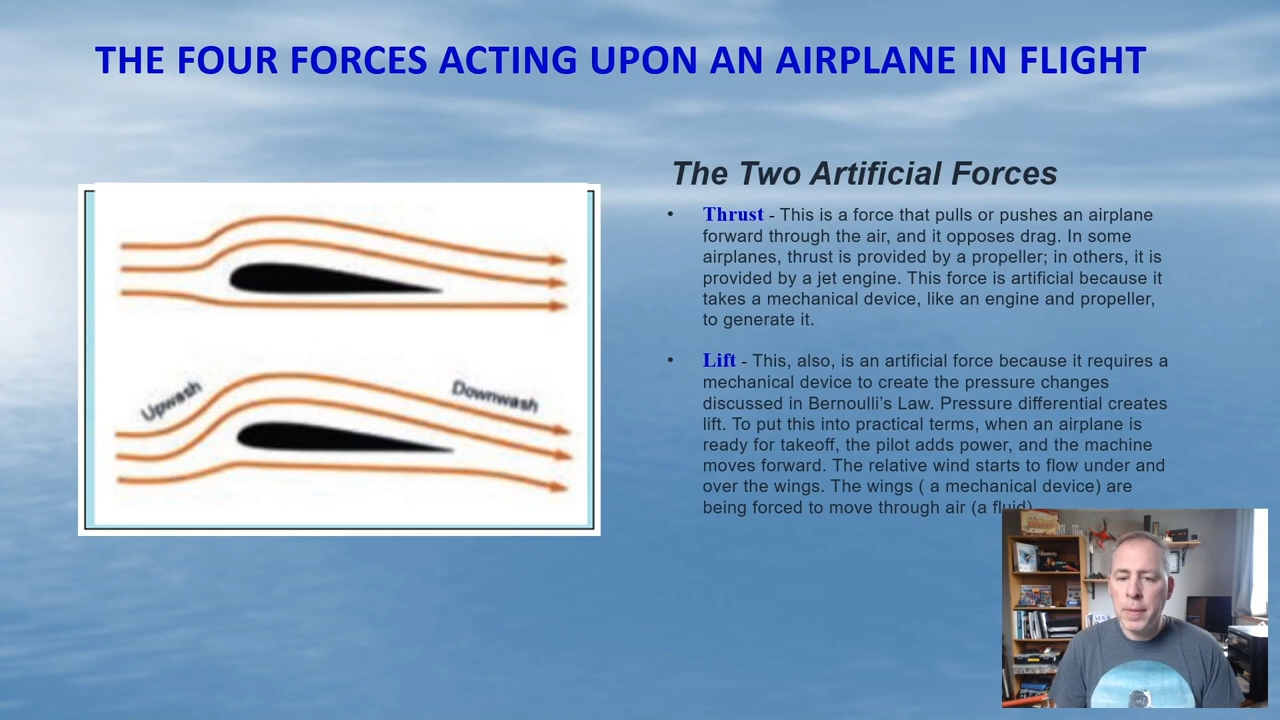 THE FOUR FORCES ACTING UPON AN AIRPLANE IN FLIGHT
Upwash
Downwash
The Two Artificial Forces
• Thrust - This is a force that pulls or pushes an airplane
forward through the air, and it opposes drag. In some
airplanes, thrust is provided by a propeller; in others, it is
provided by a jet engine. This force is artificial because it
takes a mechanical device, like an engine and propeller,
to generate it.
• Lift - This, also, is an artificial force because it requires a
mechanical device to create the pressure changes
discussed in Bernoulli’s Law. Pressure differential creates
lift. To put this into practical terms, when an airplane is
ready for takeoff, the pilot adds power, and the machine
moves forward. The relative wind starts to flow under and
over the wings. The wings ( a mechanical device) are
being forced to move through air (a fluid)